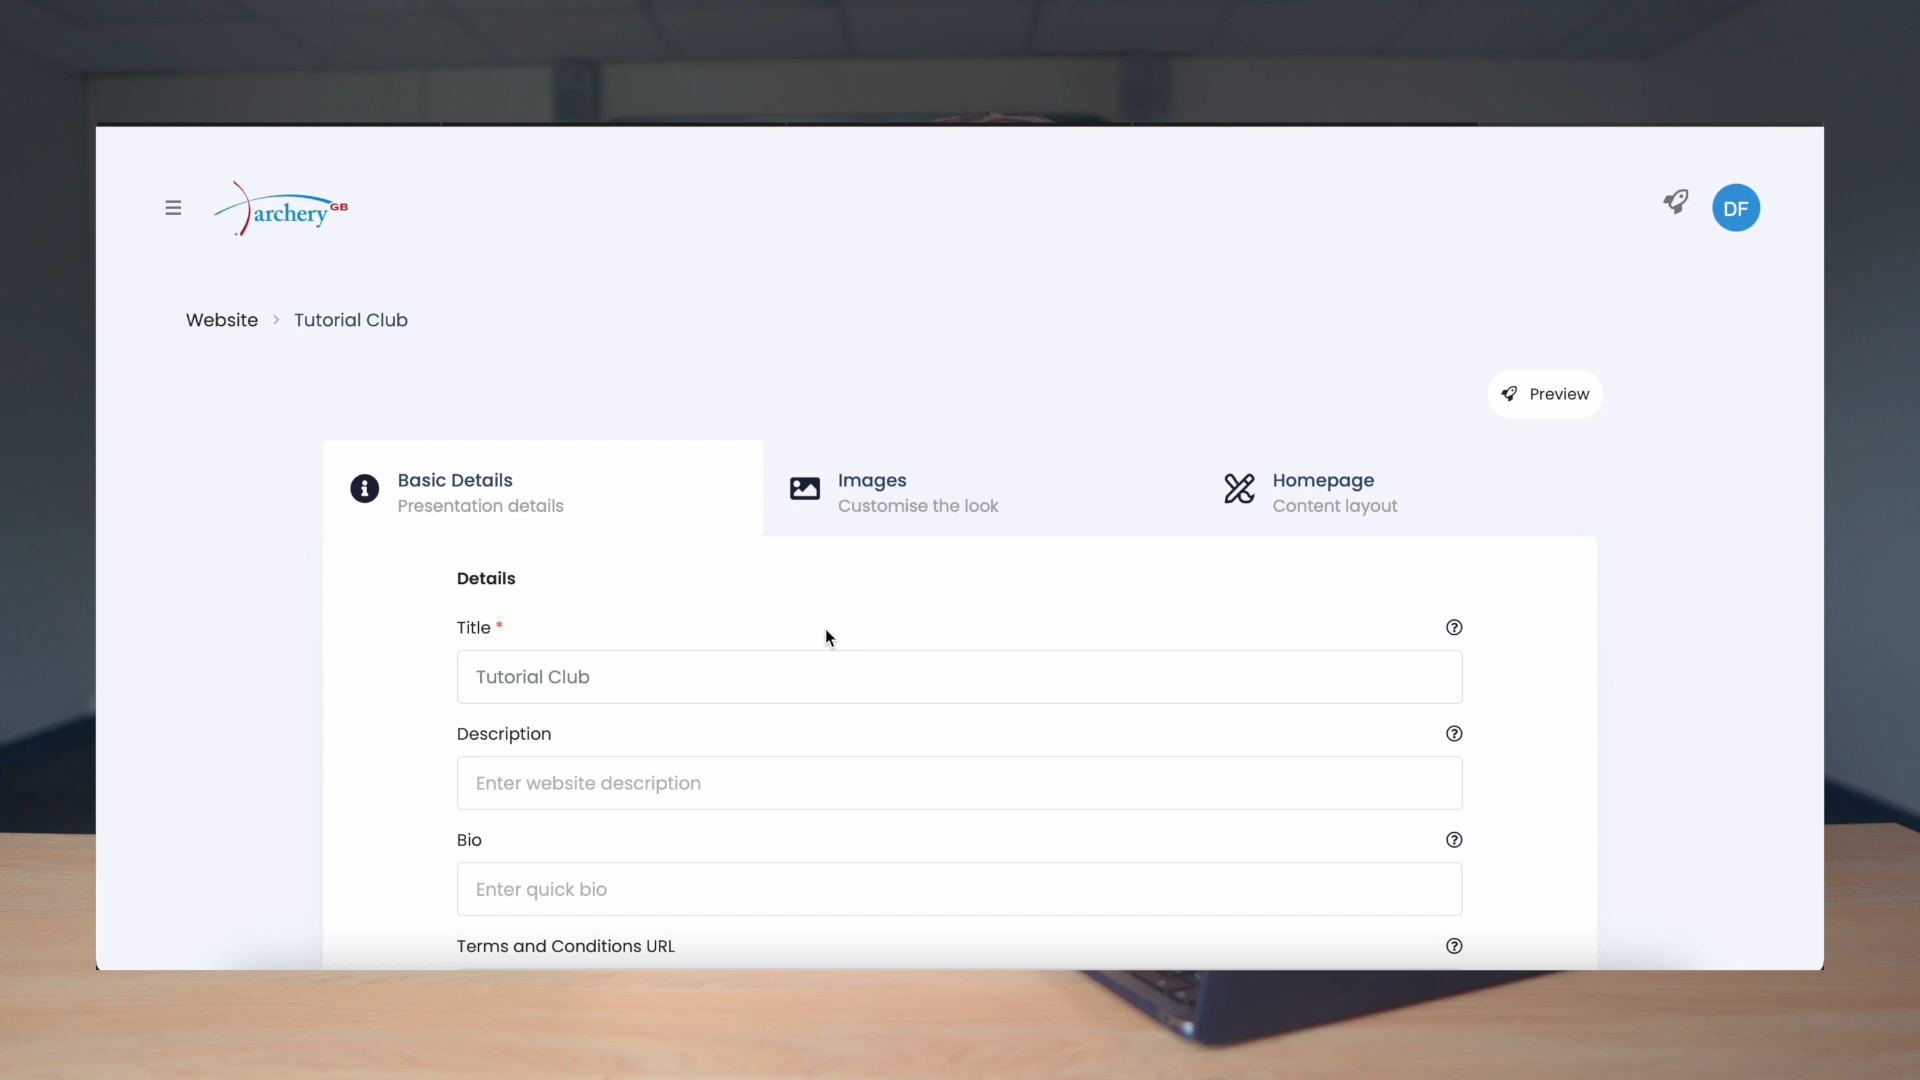 archery GB
DF
Website > Tutorial Club
Preview
Basic Details
Presentation details
Images
Customise the look
Homepage
Content layout
Details
Title *
Tutorial Club
Description
Enter website description
Bio
Enter quick bio
Terms and Conditions URL